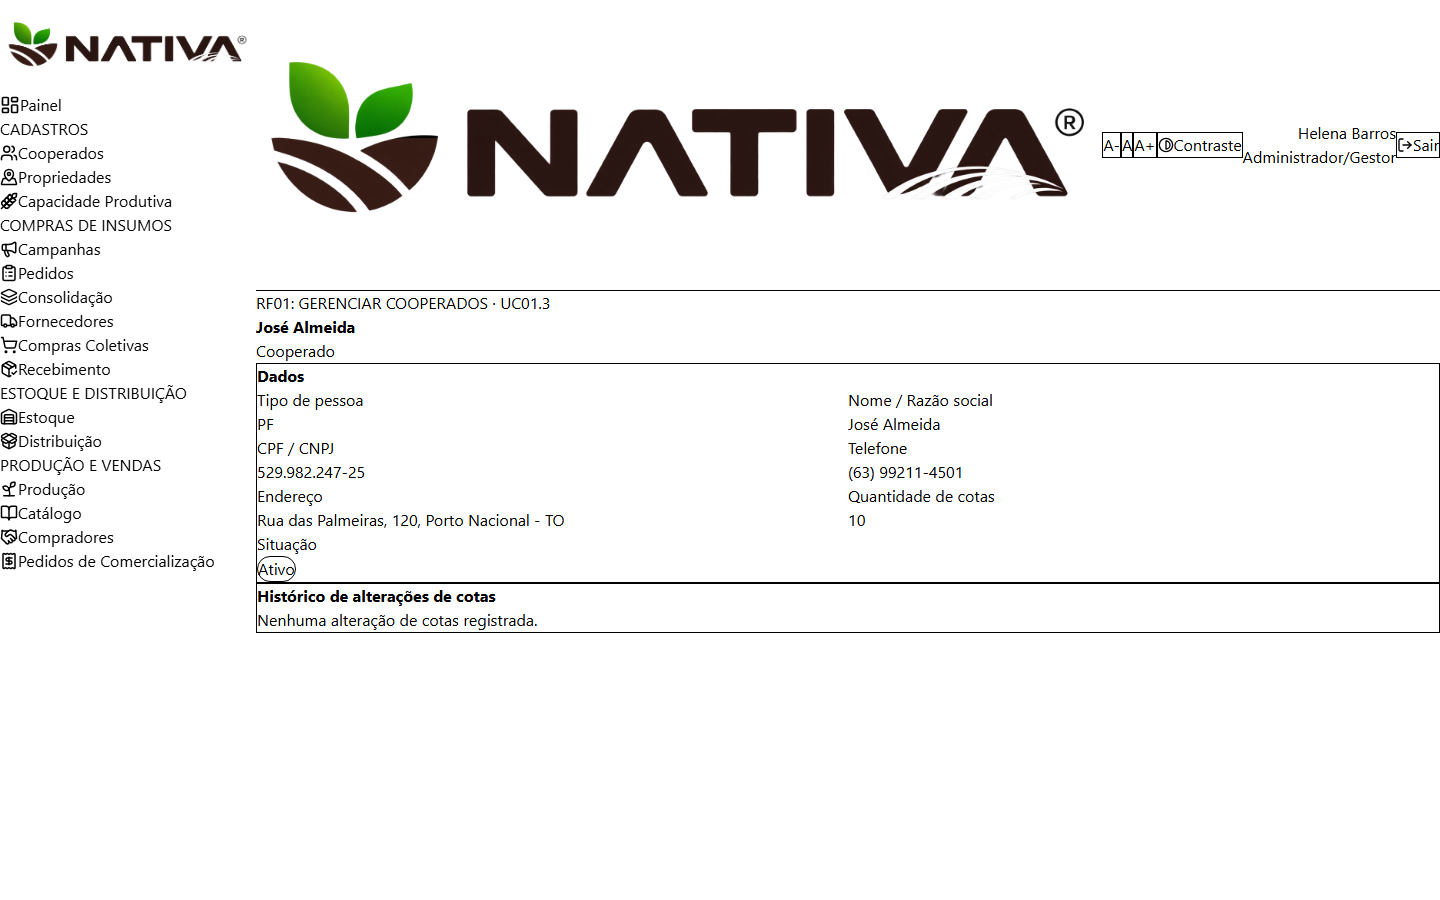 NATIVA®
Painel
CADASTROS
Cooperados
Propriedades
Capacidade Produtiva
COMPRAS DE INSUMOS
Campanhas
Pedidos
Consolidação
Fornecedores
Compras Coletivas
Recebimento
ESTOQUE E DISTRIBUIÇÃO
Estoque
Distribuição
PRODUÇÃO E VENDAS
Produção
Catálogo
Compradores
Pedidos de Comercialização
NATIVA®
A- A A+ Contraste
Helena Barros
Administrador/Gestor
Sair
RF01: GERENCIAR COOPERADOS · UC01.3
José Almeida
Cooperado
Dados
Tipo de pessoa
PF
Nome / Razão social
José Almeida
CPF / CNPJ
529.982.247-25
Telefone
(63) 99211-4501
Endereço
Rua das Palmeiras, 120, Porto Nacional - TO
Quantidade de cotas
10
Situação
Ativo
Histórico de alterações de cotas
Nenhuma alteração de cotas registrada.